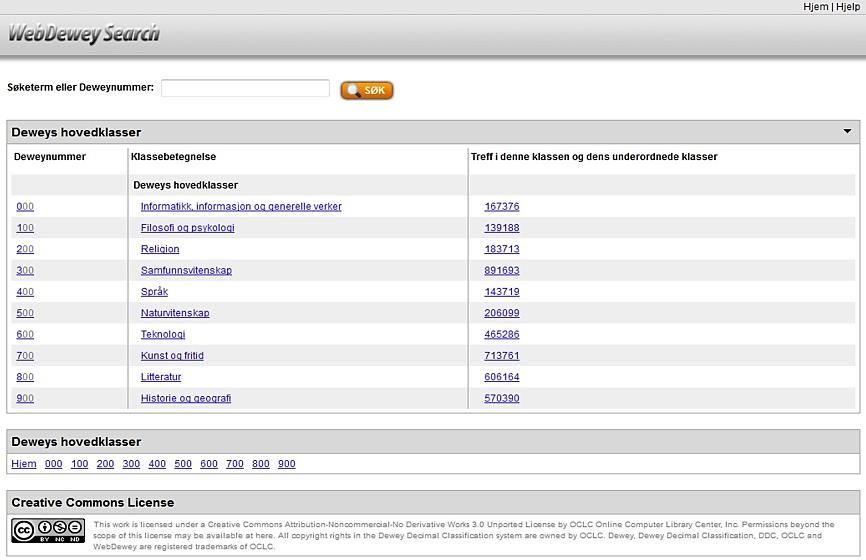 Hjem | Hjelp
WebDewey Search
Søketerm eller Deweynummer: SØK
Deweys hovedklasser
Deweynummer Klassebetegnelse Treff i denne klassen og dens underordnede klasser
Deweys hovedklasser
000 Informatikk, informasjon og generelle verker 167376
100 Filosofi og psykologi 139188
200 Religion 183713
300 Samfunnsvitenskap 891693
400 Språk 143719
500 Naturvitenskap 206099
600 Teknologi 465286
700 Kunst og fritid 713761
800 Litteratur 606164
900 Historie og geografi 570390
Deweys hovedklasser
Hjem 000 100 200 300 400 500 600 700 800 900
Creative Commons License
cc BY NC ND
This work is licensed under a Creative Commons Attribution-Noncommercial-No Derivative Works 3.0 Unported License by OCLC Online Computer Library Center, Inc. Permissions beyond the
scope of this license may be available at here. All copyright rights in the Dewey Decimal Classification system are owned by OCLC. Dewey, Dewey Decimal Classification, DDC, OCLC and
WebDewey are registered trademarks of OCLC.